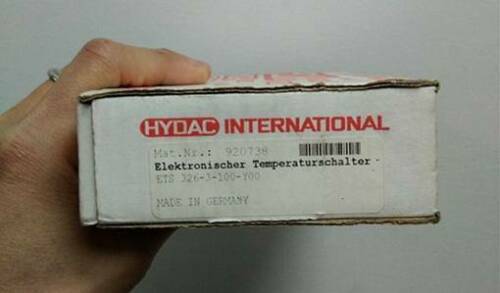 HYDAC INTERNATIONAL
Mat.Nr.: 920738
Elektronischer Temperaturschalter
ETS 326-3-100-Y00
MADE IN GERMANY